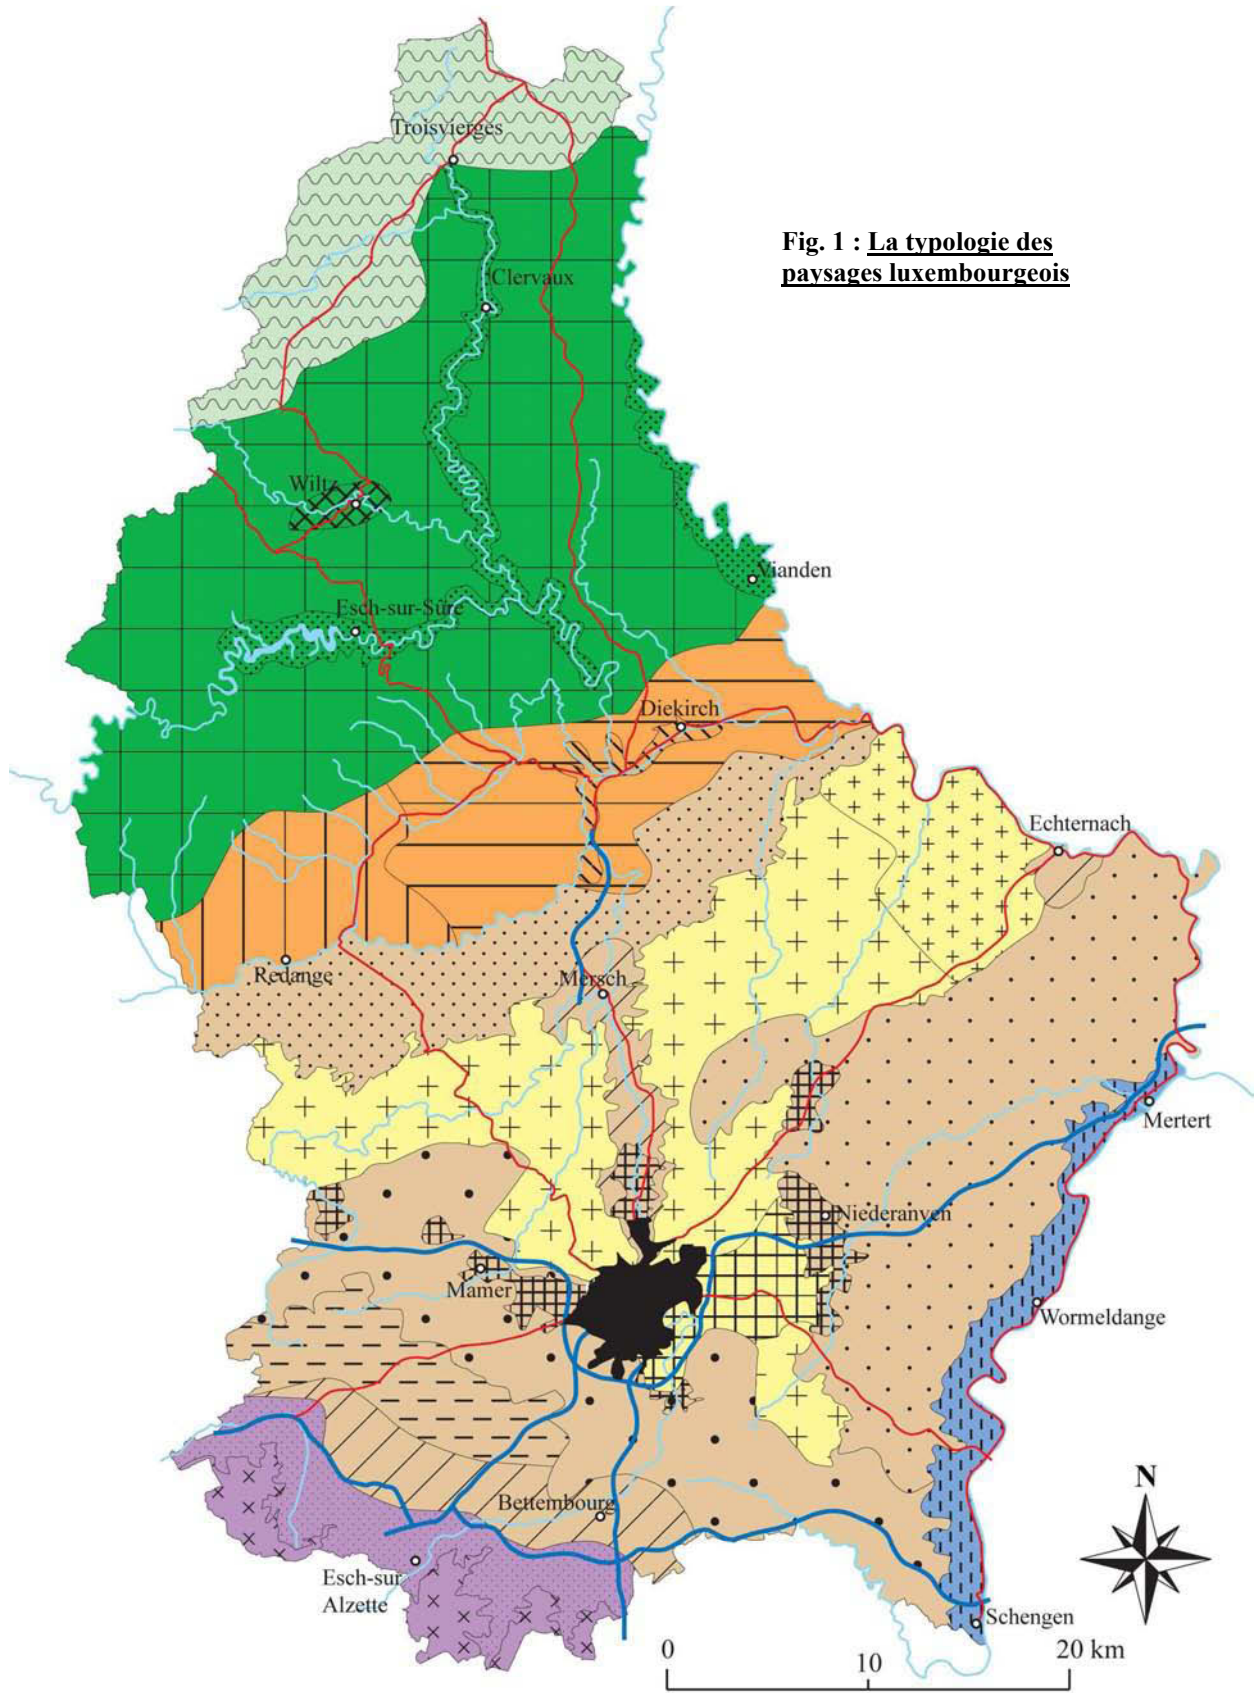 Troisvierges
Fig. 1 : La typologie des
paysages luxembourgeois
Clervaux
Wiltz
Vianden
Esch-sur-Sûre
Diekirch
Echternach
Redange
Mersch
Mertert
Niederanven
Mamer
Wormeldange
N
Bettembourg
Esch-sur
Alzette
Schengen
0
10
20 km